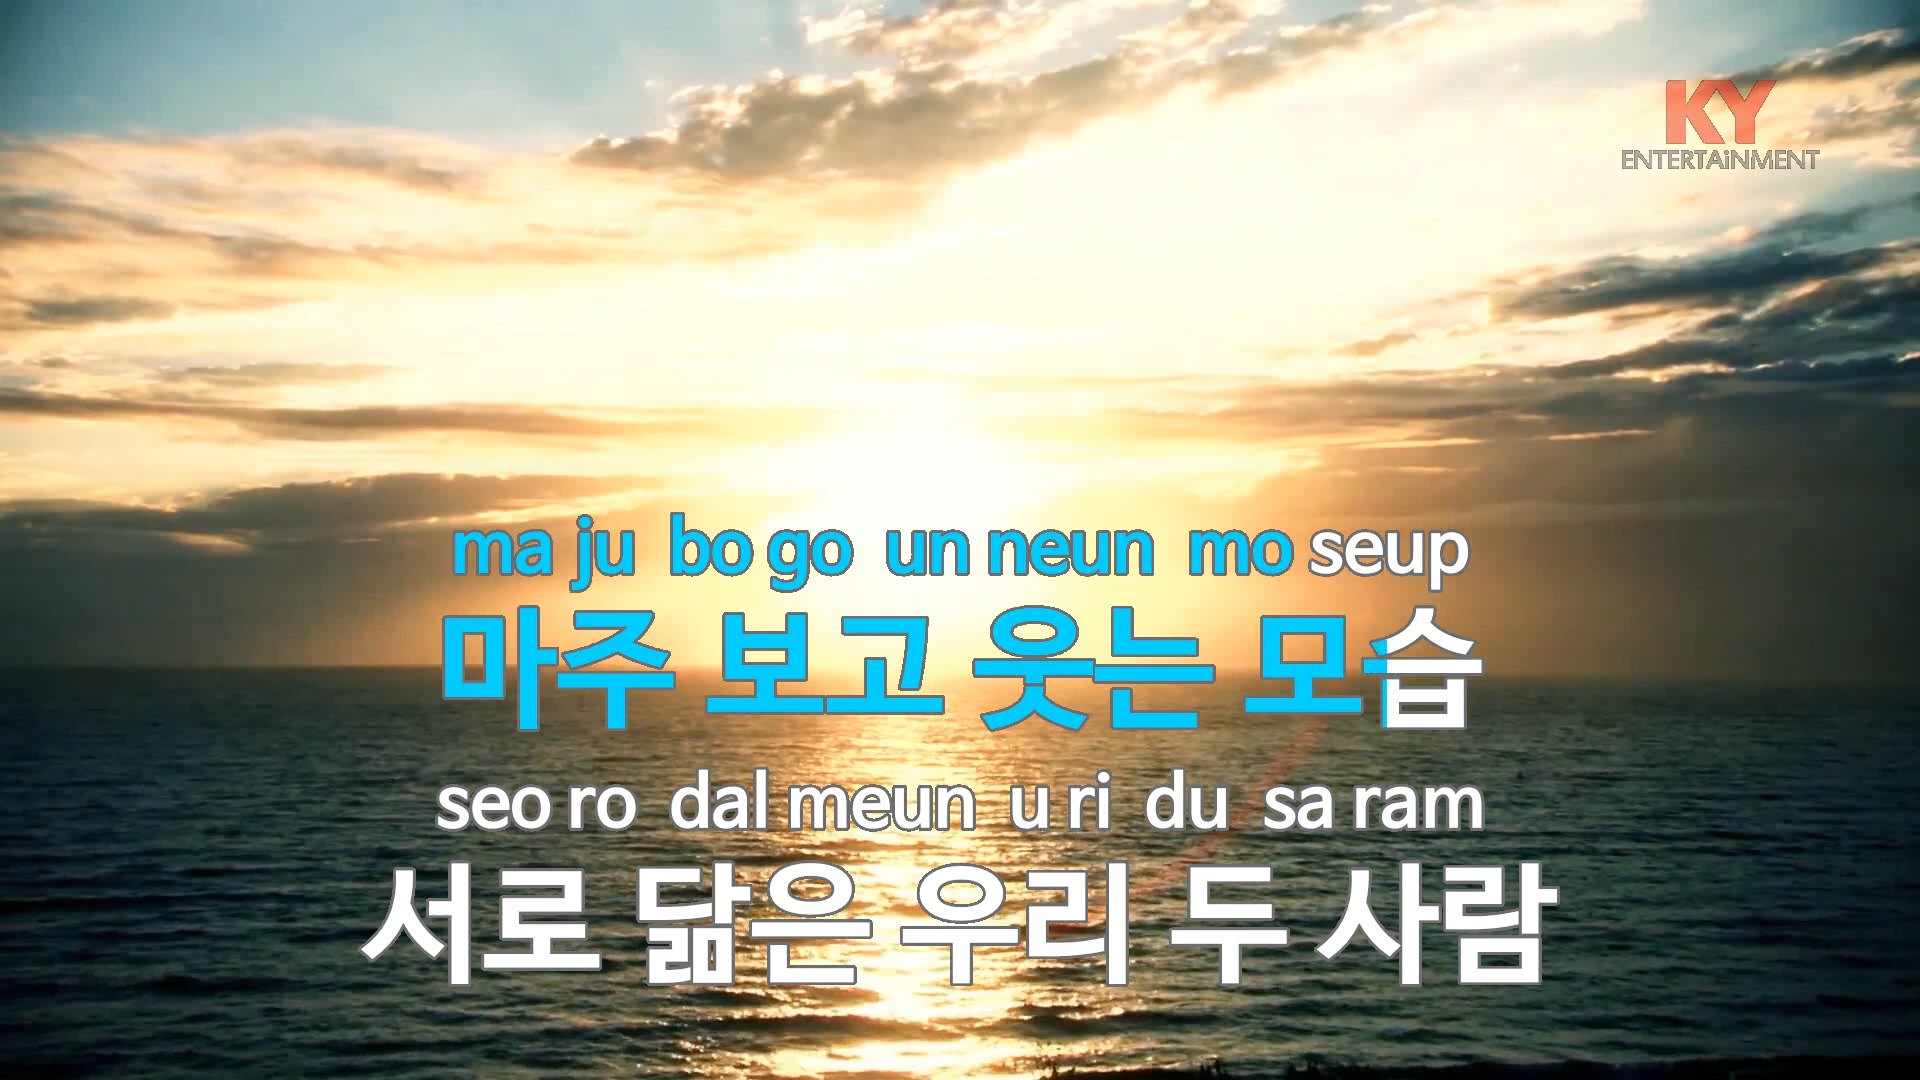 KY
ENTERTAiNMENT
ma ju bo go un neun mo seup
마주 보고 웃는 모습
seo ro dal meun u ri du sa ram
서로 닮은 우리 두 사람